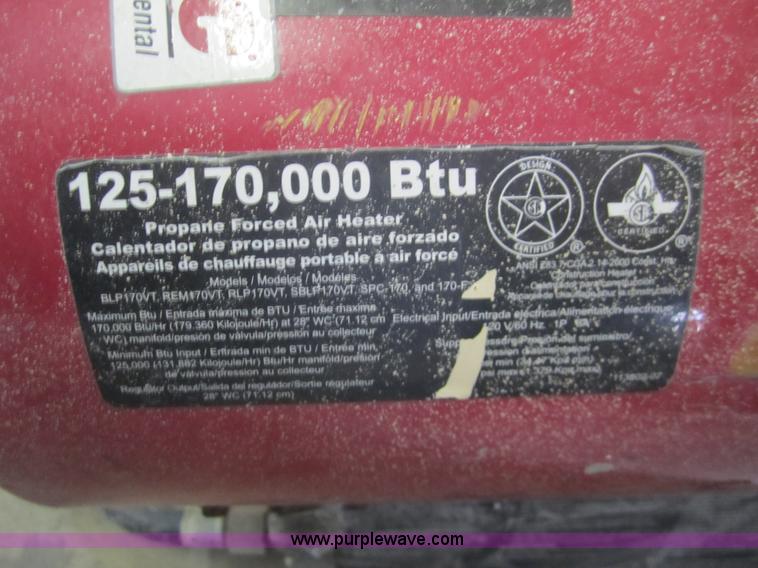 ental
125-170,000 Btu
Propane Forced Air Heater
Calentador de propano de aire forzado
Appareils de chauffage portable à air forcé
Models / Modelos / Modèles
BLP170VT, REM170VT, RLP170VT, SBLP170VT, SPC-170, and 170-F
Maximum Btu / Entrada máxima de BTU / Entrée maxima
170,000 Btu/Hr (179.360 Kilojoule/Hr) at 28" WC (71.12 cm
WC) manifold/presión en válvula/pression au collecteur
Minimum Btu Input / Entrada min de BTU / Entrée min,
125,000 (131,882 Kilojoule/Hr) Btu/Hr manifold/presión
de válvula/pression au collecteur
Regulator Output/Salida del regulador/Sortie régulateur
28" WC (71.12 cm)
DESIGN
CERTIFIED
®
CERTIFIED
®
Construction Heater
Electrical Input/Entrada eléctrica/Alimentation électrique
www.purplewave.com